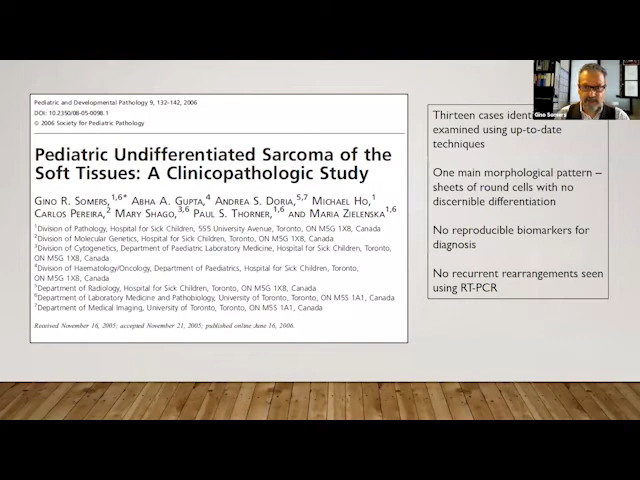 Pediatric and Developmental Pathology 9, 132–142, 2006
DOI: 10.2350/08-05-0098.1
© 2006 Society for Pediatric Pathology
Pediatric Undifferentiated Sarcoma of the
Soft Tissues: A Clinicopathologic Study
GINO R. SOMERS,1,6* ABHA A. GUPTA,4 ANDREA S. DORIA,5,7 MICHAEL HO,1
CARLOS PEREIRA,2 MARY SHAGO,3,6 PAUL S. THORNER,1,6 AND MARIA ZIELENSKA1,6
1Division of Pathology, Hospital for Sick Children, 555 University Avenue, Toronto, ON M5G 1X8, Canada
2Division of Molecular Genetics, Hospital for Sick Children, Toronto, ON M5G 1X8, Canada
3Division of Cytogenetics, Department of Paediatric Laboratory Medicine, Hospital for Sick Children, Toronto,
ON M5G 1X8, Canada
4Division of Haematology/Oncology, Department of Paediatrics, Hospital for Sick Children, Toronto,
ON M5G 1X8, Canada
5Department of Radiology, Hospital for Sick Children, Toronto, ON M5G 1X8, Canada
6Department of Laboratory Medicine and Pathobiology, University of Toronto, Toronto, ON M5S 1A1, Canada
7Department of Medical Imaging, University of Toronto, Toronto, ON M5S 1A1, Canada
Received November 16, 2005; accepted November 21, 2005; published online June 16, 2006.
Gino Somers
Thirteen cases ident
examined using up-to-date
techniques
One main morphological pattern –
sheets of round cells with no
discernible differentiation
No reproducible biomarkers for
diagnosis
No recurrent rearrangements seen
using RT-PCR